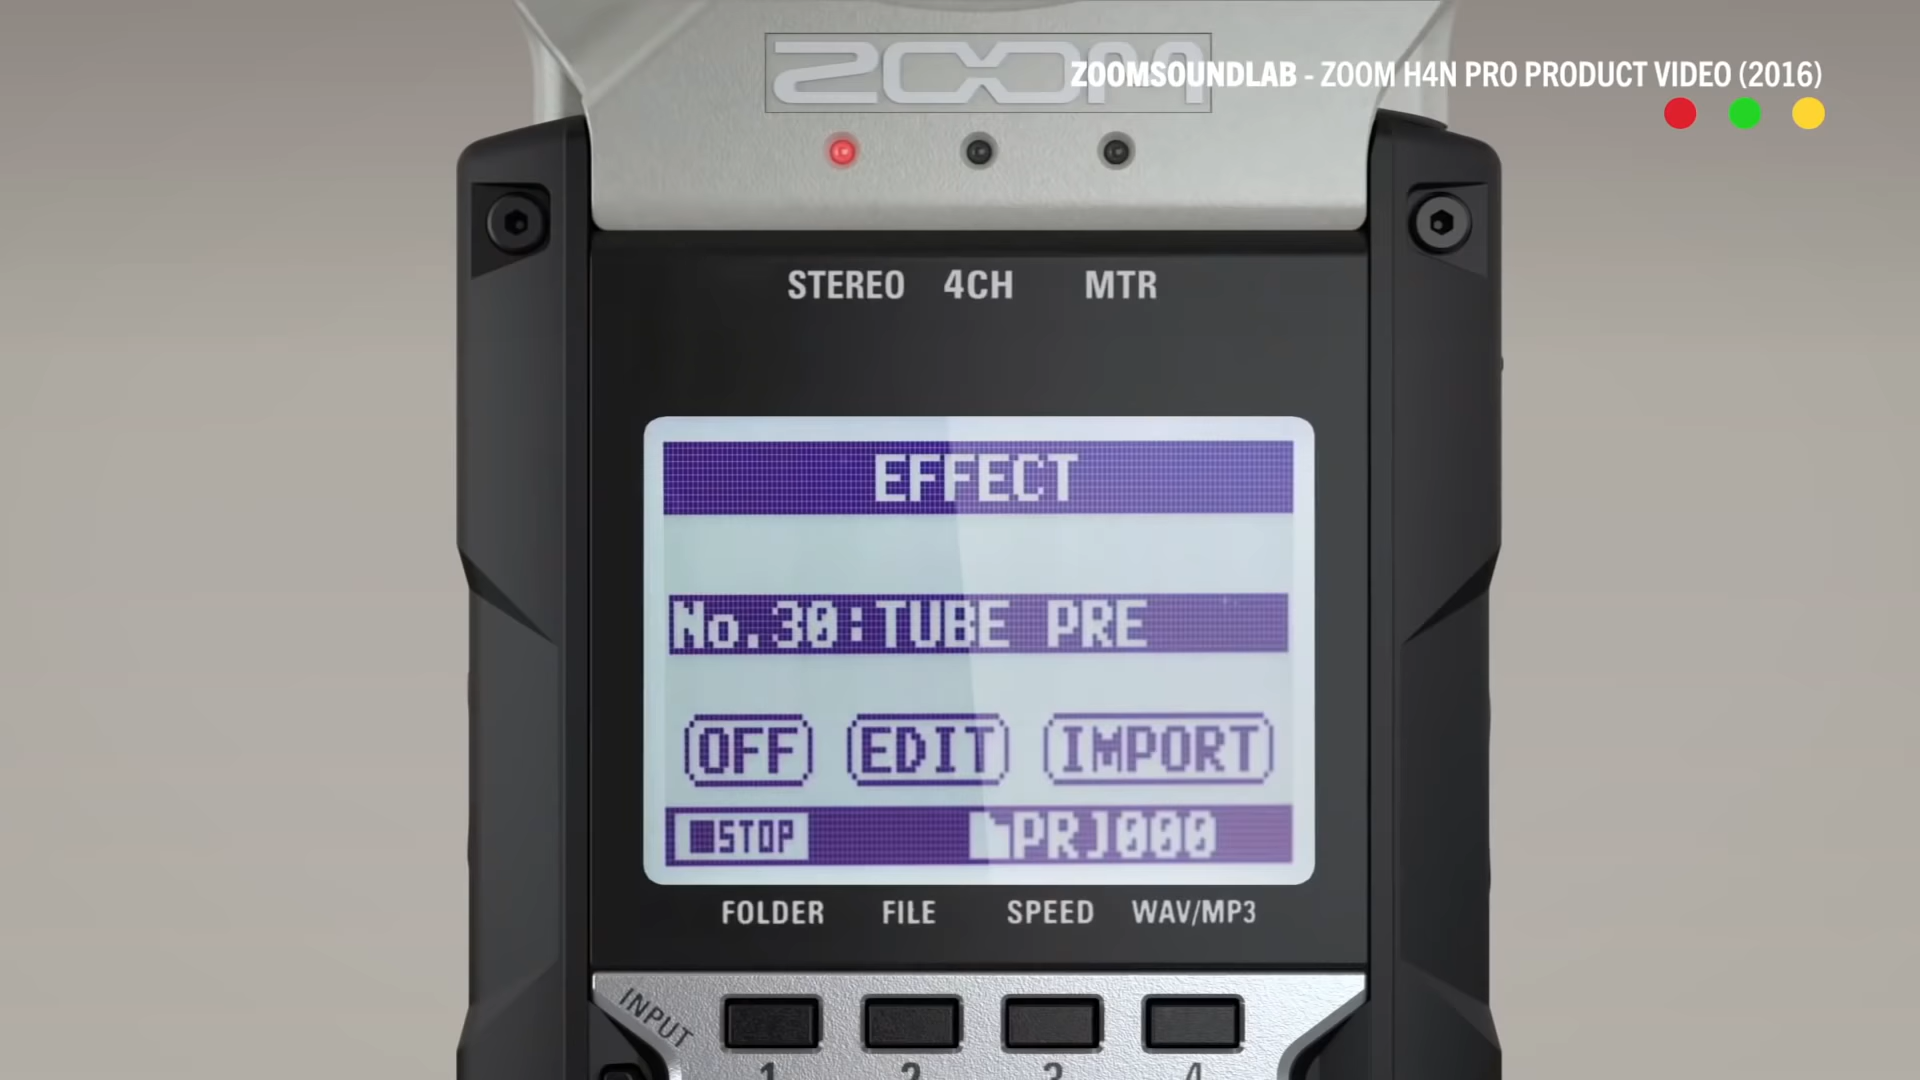 ZOOM
ZOOMSOUNDLAB - ZOOM H4N PRO PRODUCT VIDEO (2016)
STEREO 4CH MTR
EFFECT
No.30:TUBE PRE
OFF EDIT IMPORT
STOP PRJ000
FOLDER FILE SPEED WAV/MP3
INPUT
1 2 3 4